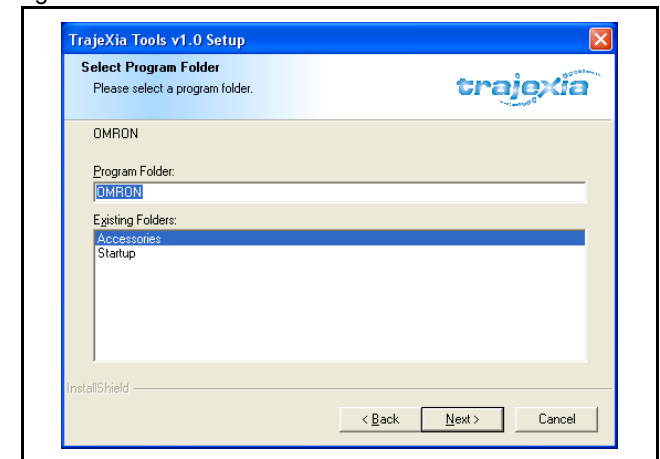 TrajeXia Tools v1.0 Setup
Select Program Folder
Please select a program folder.
trajexia
OMRON
Program Folder:
OMRON
Existing Folders:
Accessories
Startup
InstallShield
< Back Next > Cancel